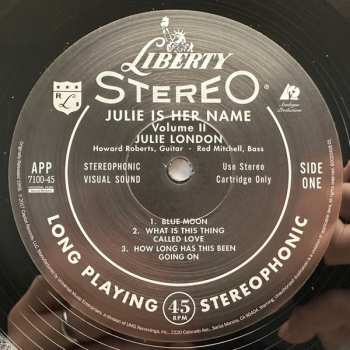 LIBERTY
STEREO
R L
Analogue Productions
JULIE IS HER NAME
Volume II
JULIE LONDON
Howard Roberts, Guitar - Red Mitchell, Bass
APP
7100-45
STEREOPHONIC
VISUAL SOUND
Use Stereo
Cartridge Only
SIDE
ONE
1. BLUE MOON
2. WHAT IS THIS THING
CALLED LOVE
3. HOW LONG HAS THIS BEEN
GOING ON
LONG PLAYING 45 RPM STEREOPHONIC